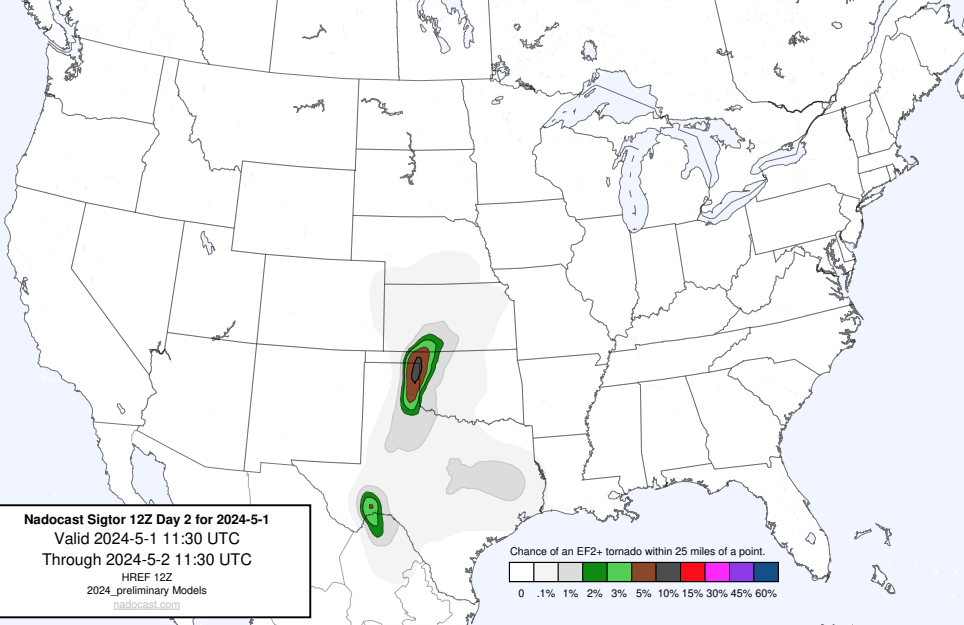 Nadocast Sigtor 12Z Day 2 for 2024-5-1
Valid 2024-5-1 11:30 UTC
Through 2024-5-2 11:30 UTC
HREF 12Z
2024_preliminary Models
nadocast.com
Chance of an EF2+ tornado within 25 miles of a point.
0 .1% 1% 2% 3% 5% 10% 15% 30% 45% 60%